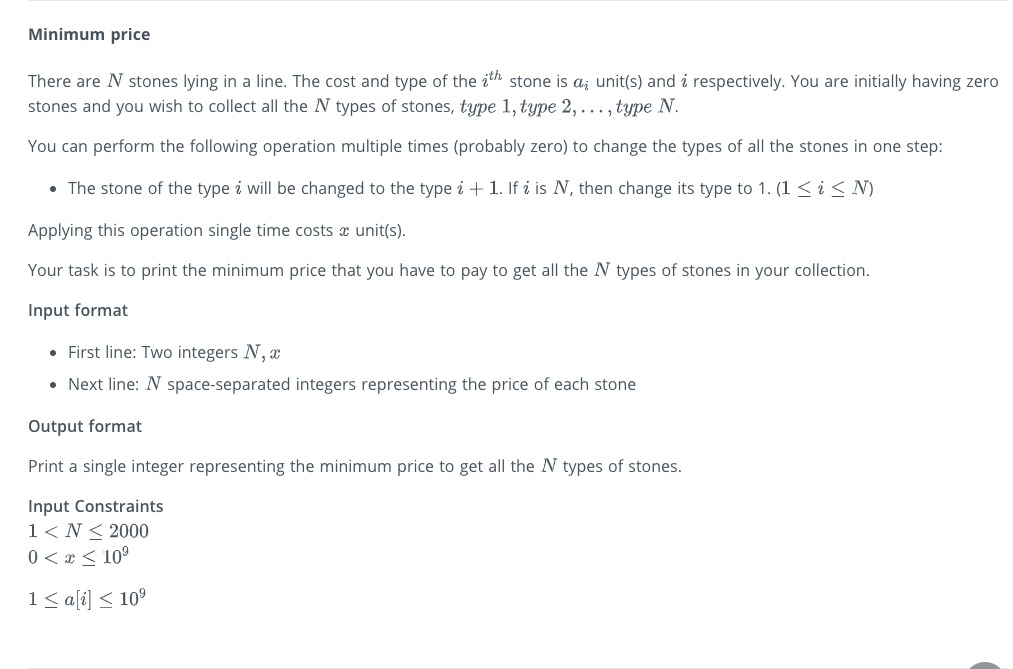 Minimum price
There are N stones lying in a line. The cost and type of the i^th stone is a_i unit(s) and i respectively. You are initially having zero
stones and you wish to collect all the N types of stones, type 1, type 2, . . . , type N.
You can perform the following operation multiple times (probably zero) to change the types of all the stones in one step:
• The stone of the type i will be changed to the type i + 1. If i is N, then change its type to 1. (1 ≤ i ≤ N)
Applying this operation single time costs x unit(s).
Your task is to print the minimum price that you have to pay to get all the N types of stones in your collection.
Input format
• First line: Two integers N, x
• Next line: N space-separated integers representing the price of each stone
Output format
Print a single integer representing the minimum price to get all the N types of stones.
Input Constraints
1 < N ≤ 2000
0 < x ≤ 10^9
1 ≤ a[i] ≤ 10^9